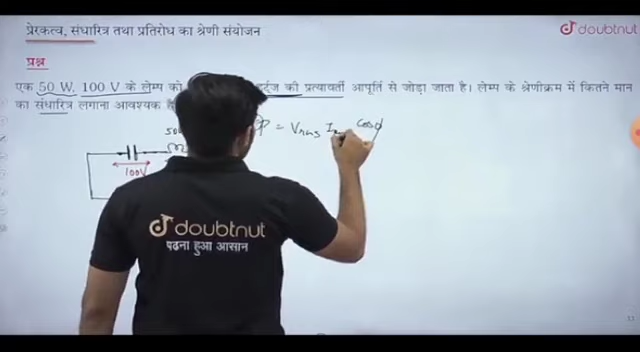 प्रेरकत्व, संधारित्र तथा प्रतिरोध का श्रेणी संयोजन
doubtnut
प्रश्न
एक 50 W, 100 V के लेम्प को हर्ट्ज की प्रत्यावर्ती आपूर्ति से जोड़ा जाता है। लेम्प के श्रेणीक्रम में कितने मान
का संधारित्र लगाना आवश्यक है
P = Vrms I cosφ
100V
doubtnut
पढ़ना हुआ आसान